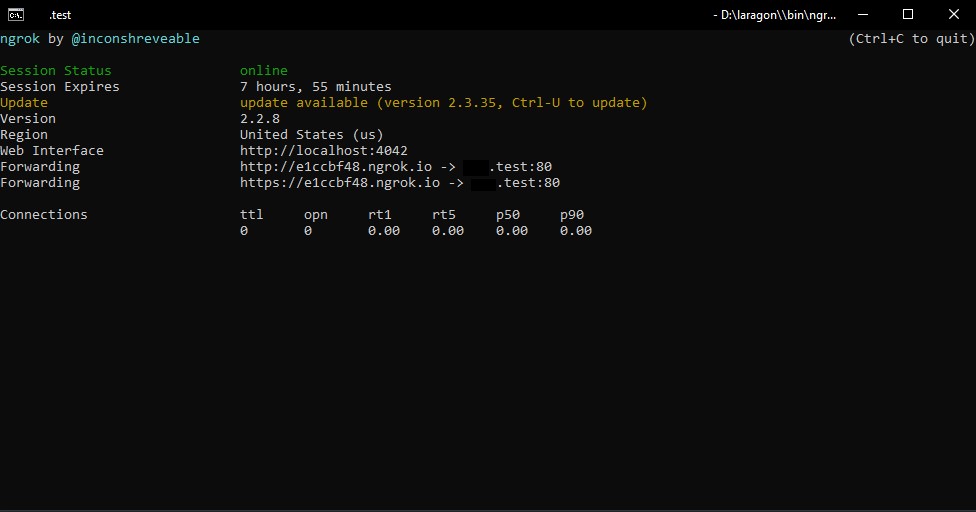 .test - D:\laragon\\bin\ngr...
ngrok by @inconshreveable (Ctrl+C to quit)
Session Status online
Session Expires 7 hours, 55 minutes
Update update available (version 2.3.35, Ctrl-U to update)
Version 2.2.8
Region United States (us)
Web Interface http://localhost:4042
Forwarding http://e1ccbf48.ngrok.io -> .test:80
Forwarding https://e1ccbf48.ngrok.io -> .test:80
Connections ttl opn rt1 rt5 p50 p90
0 0 0.00 0.00 0.00 0.00